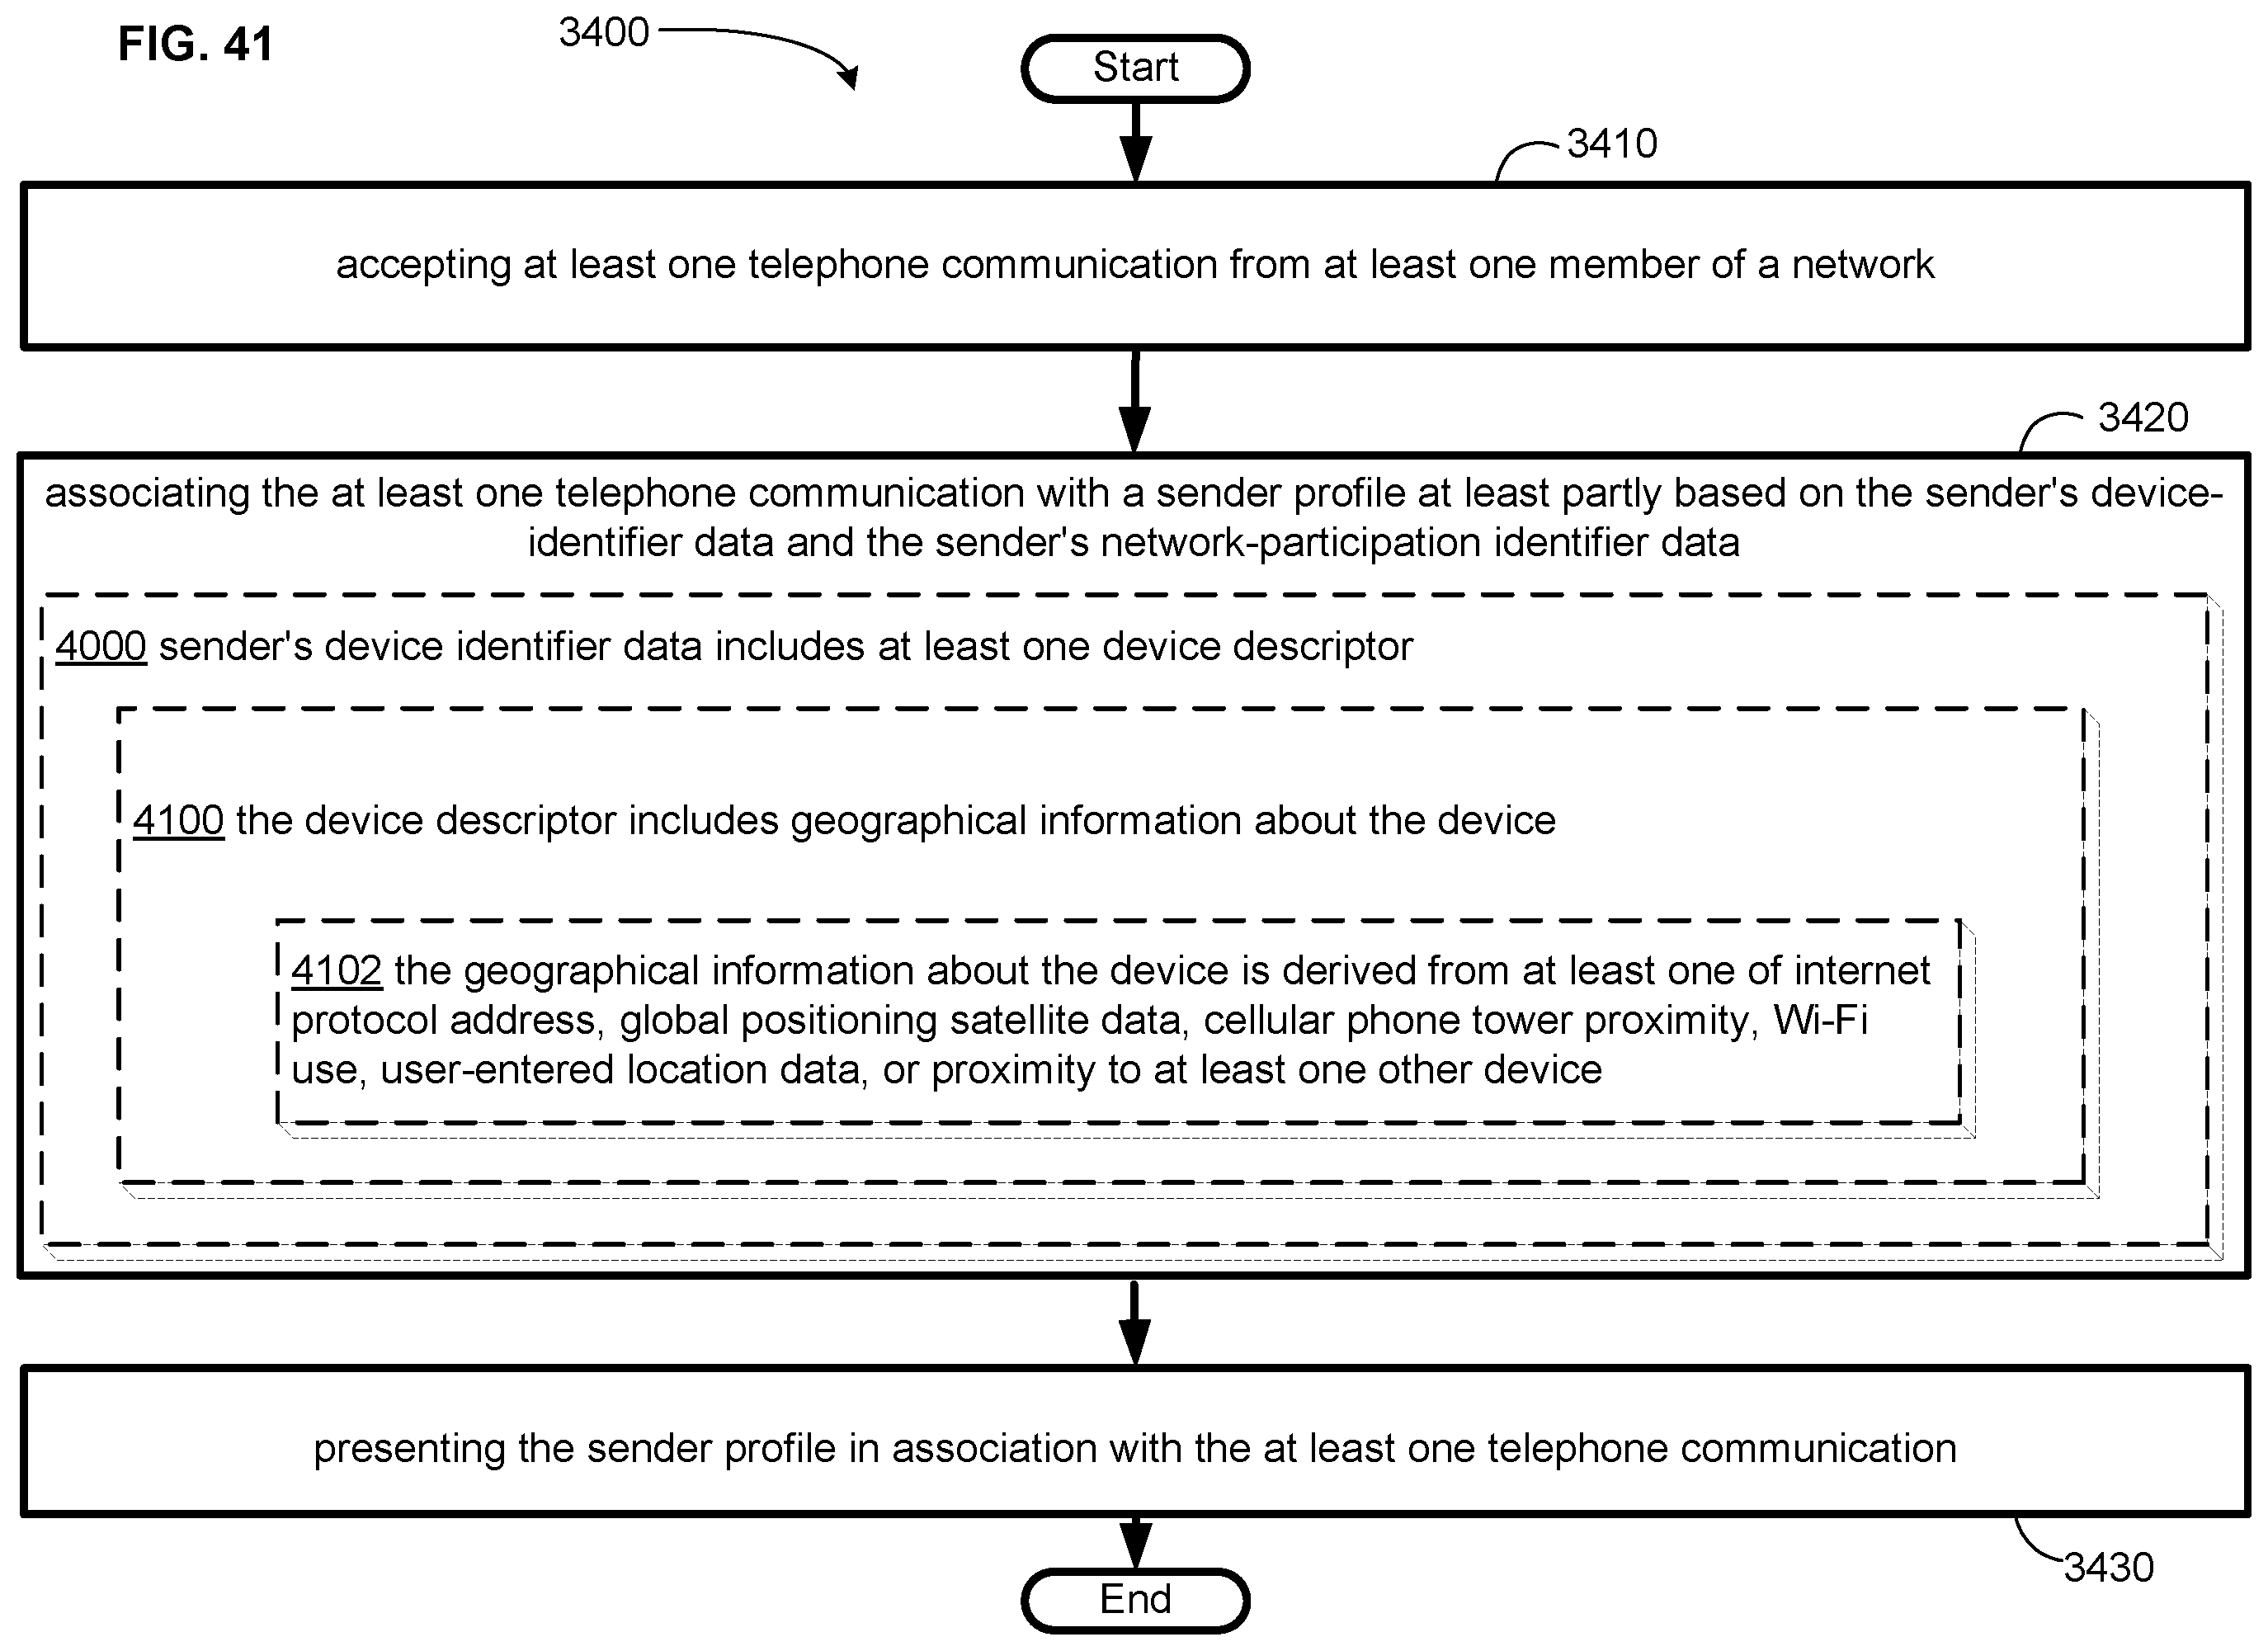 FIG. 41
3400
Start
3410
accepting at least one telephone communication from at least one member of a network
3420
associating the at least one telephone communication with a sender profile at least partly based on the sender's device-
identifier data and the sender's network-participation identifier data
4000 sender's device identifier data includes at least one device descriptor
4100 the device descriptor includes geographical information about the device
4102 the geographical information about the device is derived from at least one of internet
protocol address, global positioning satellite data, cellular phone tower proximity, Wi-Fi
use, user-entered location data, or proximity to at least one other device
presenting the sender profile in association with the at least one telephone communication
3430
End